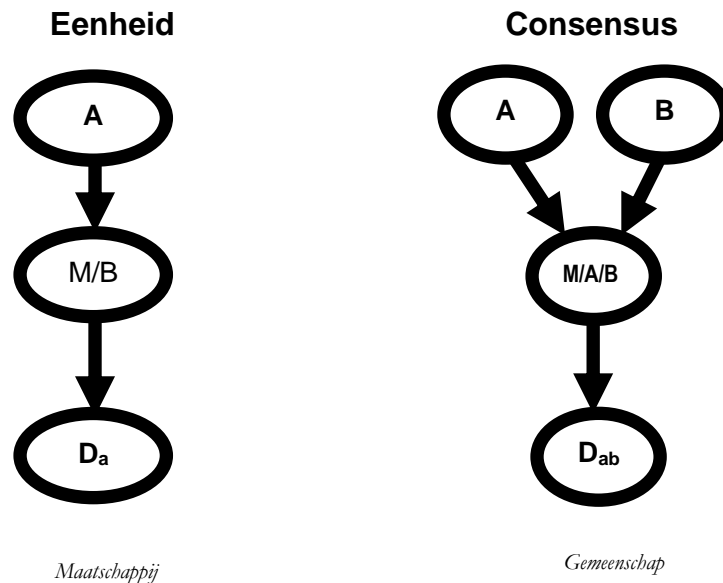 Eenheid
Consensus
A
A
B
M/B
M/A/B
Da
Dab
Maatschappij
Gemeenschap